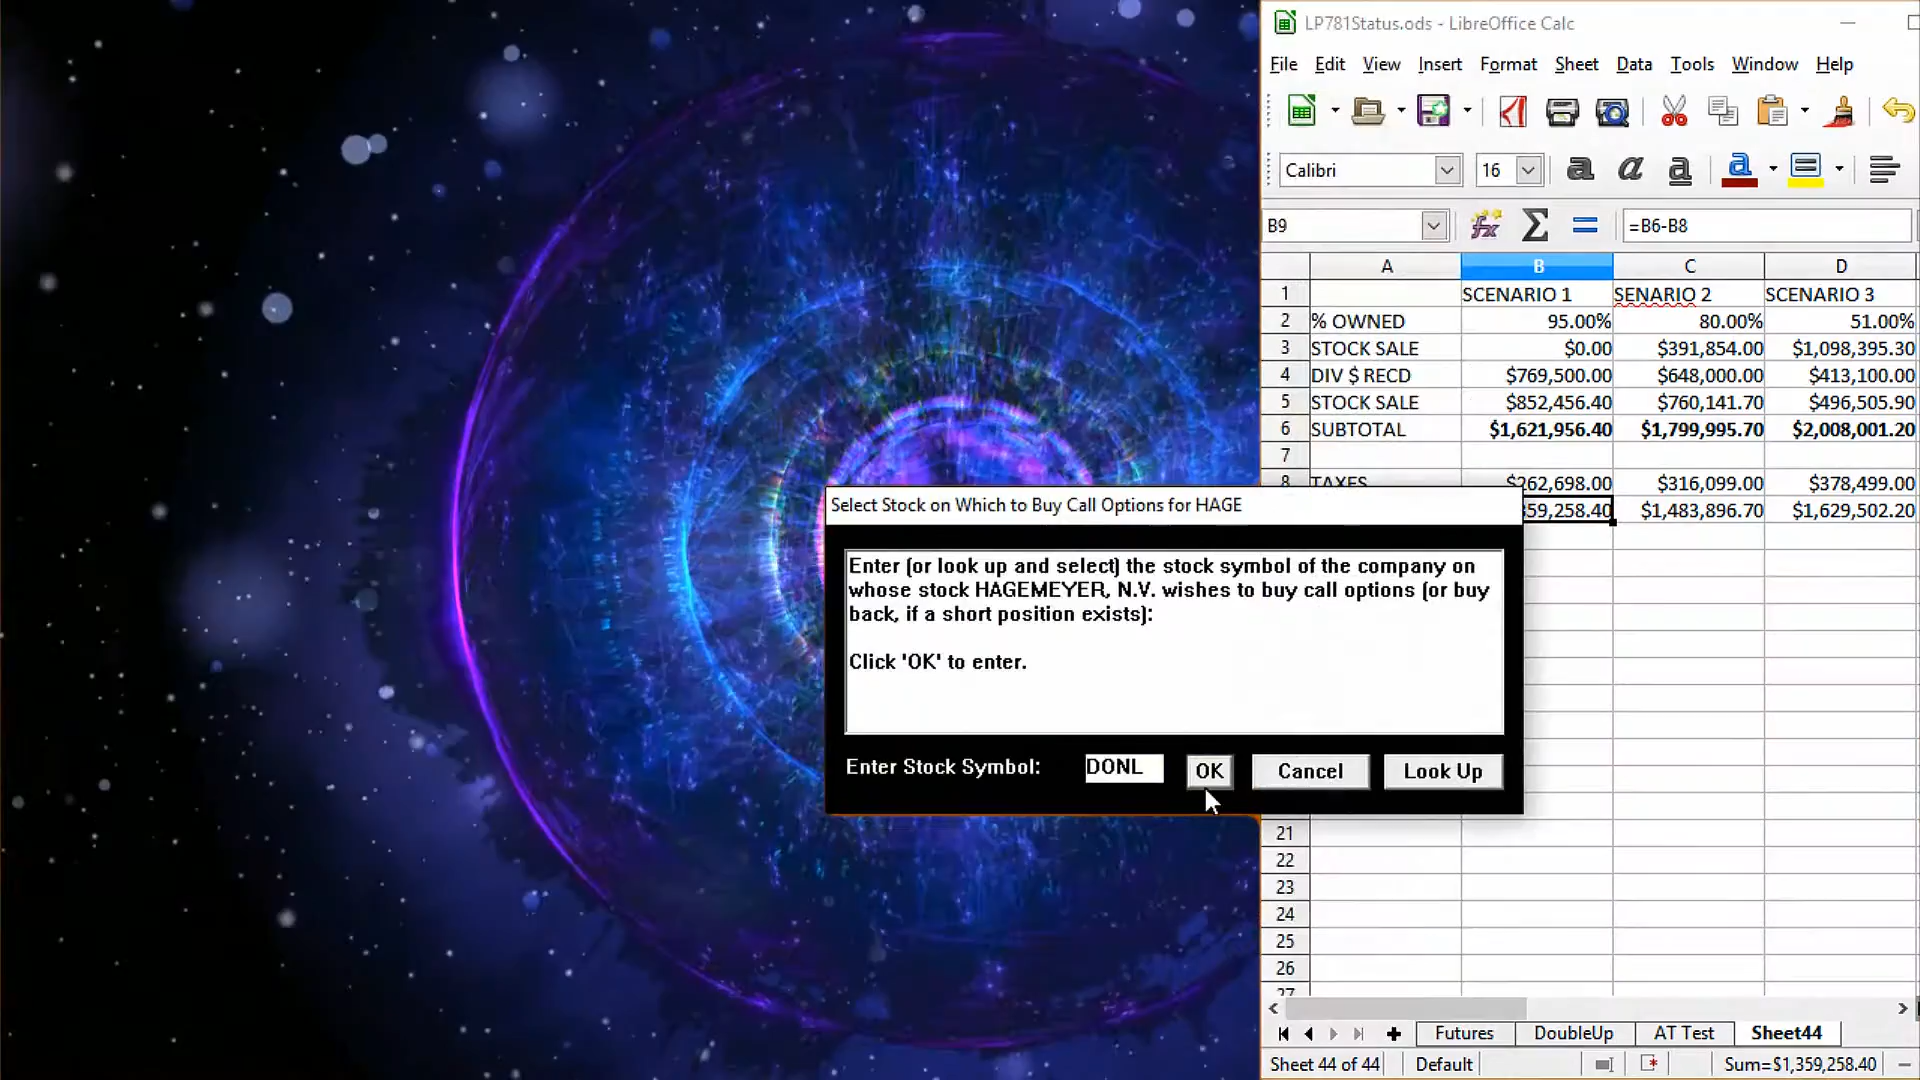 LP781Status.ods - LibreOffice Calc
File Edit View Insert Format Sheet Data Tools Window Help
Calibri 16 a a a a
B9 fx Σ = =B6-B8
A B C D
1 SCENARIO 1 SENARIO 2 SCENARIO 3
2 % OWNED 95.00% 80.00% 51.00%
3 STOCK SALE $0.00 $391,854.00 $1,098,395.30
4 DIV $ RECD $769,500.00 $648,000.00 $413,100.00
5 STOCK SALE $852,456.40 $760,141.70 $496,505.90
6 SUBTOTAL $1,621,956.40 $1,799,995.70 $2,008,001.20
7
8 TAXES $262,698.00 $316,099.00 $378,499.00
359,258.40 $1,483,896.70 $1,629,502.20
Select Stock on Which to Buy Call Options for HAGE
Enter (or look up and select) the stock symbol of the company on
whose stock HAGEMEYER, N.V. wishes to buy call options (or buy
back, if a short position exists):
Click 'OK' to enter.
Enter Stock Symbol: DONL OK Cancel Look Up
21
22
23
24
25
26
27
Futures DoubleUp AT Test Sheet44
Sheet 44 of 44 Default Sum=$1,359,258.40